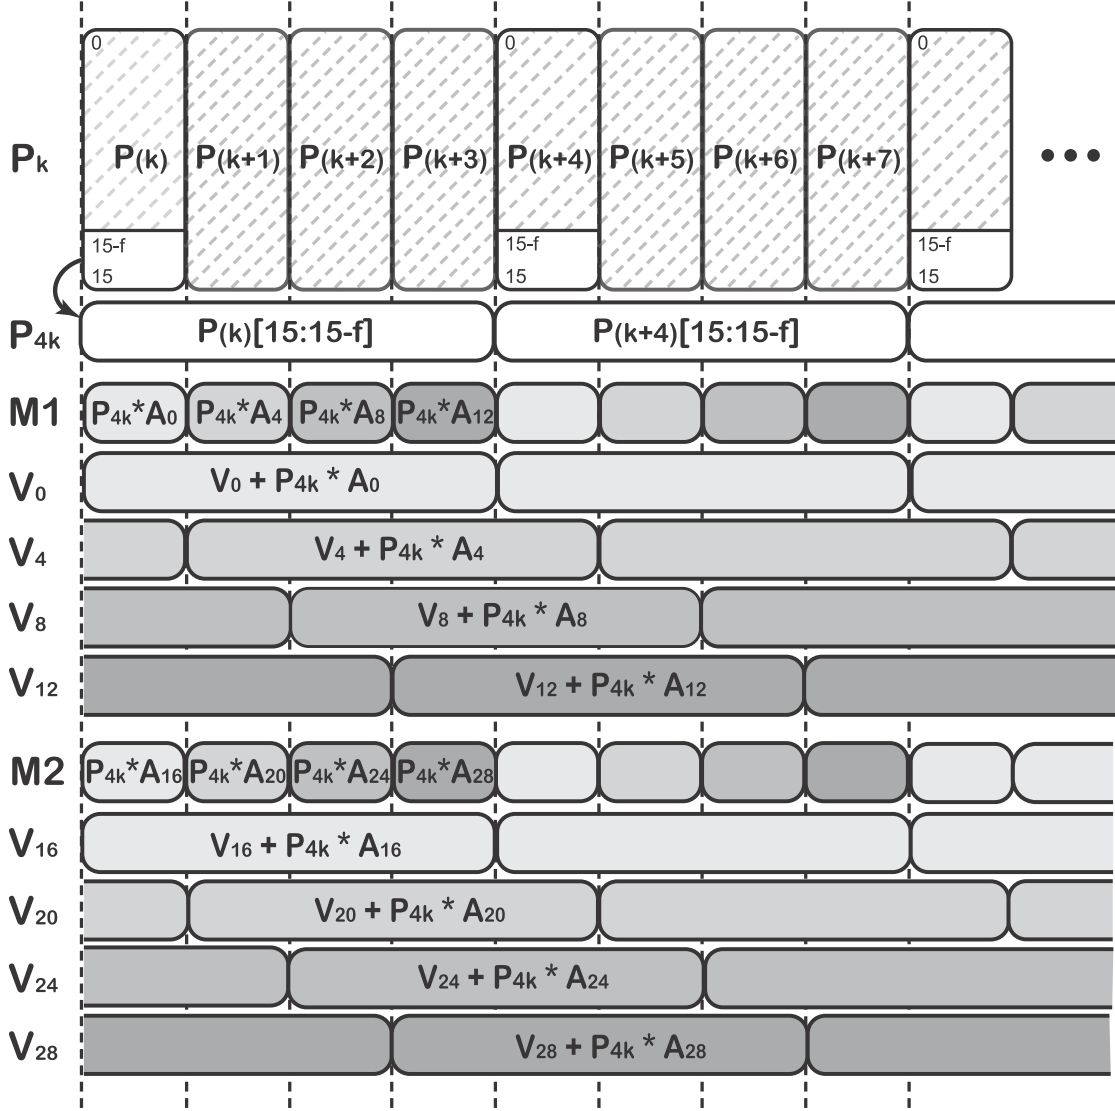 0 0 0
Pk P(k) P(k+1) P(k+2) P(k+3) P(k+4) P(k+5) P(k+6) P(k+7) •••
15-f 15-f 15-f
15 15 15
P4k P(k)[15:15-f] P(k+4)[15:15-f]
M1 P4k*A0 P4k*A4 P4k*A8 P4k*A12
V0 V0 + P4k * A0
V4 V4 + P4k * A4
V8 V8 + P4k * A8
V12 V12 + P4k * A12
M2 P4k*A16 P4k*A20 P4k*A24 P4k*A28
V16 V16 + P4k * A16
V20 V20 + P4k * A20
V24 V24 + P4k * A24
V28 V28 + P4k * A28